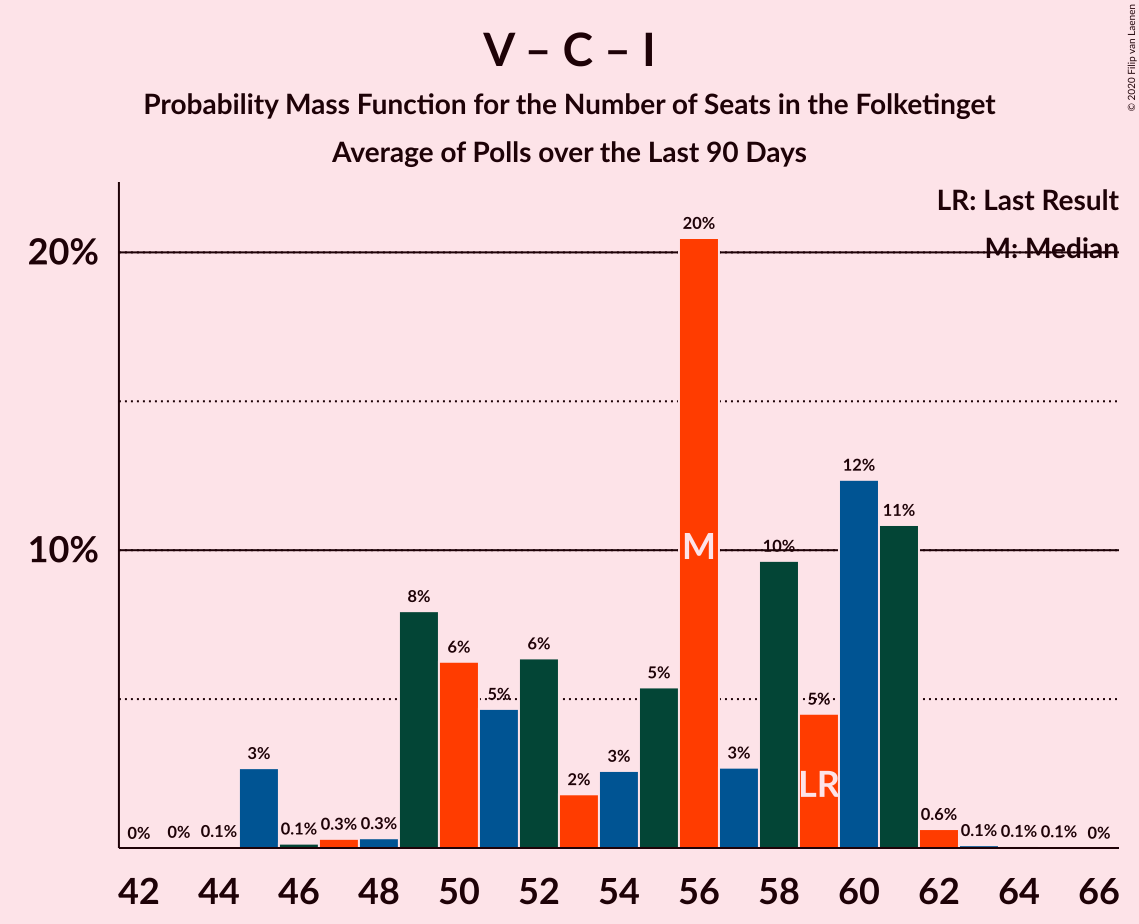 V – C – I
Probability Mass Function for the Number of Seats in the Folketinget
Average of Polls over the Last 90 Days
© 2020 Filip van Laenen
LR: Last Result
M: Median
20%
10%
0% 0% 0.1% 3% 0.1% 0.3% 0.3% 8% 6% 5% 6% 2% 3% 5% 20% 3% 10% 5% 12% 11% 0.6% 0.1% 0.1% 0.1% 0%
M
LR
42 44 46 48 50 52 54 56 58 60 62 64 66